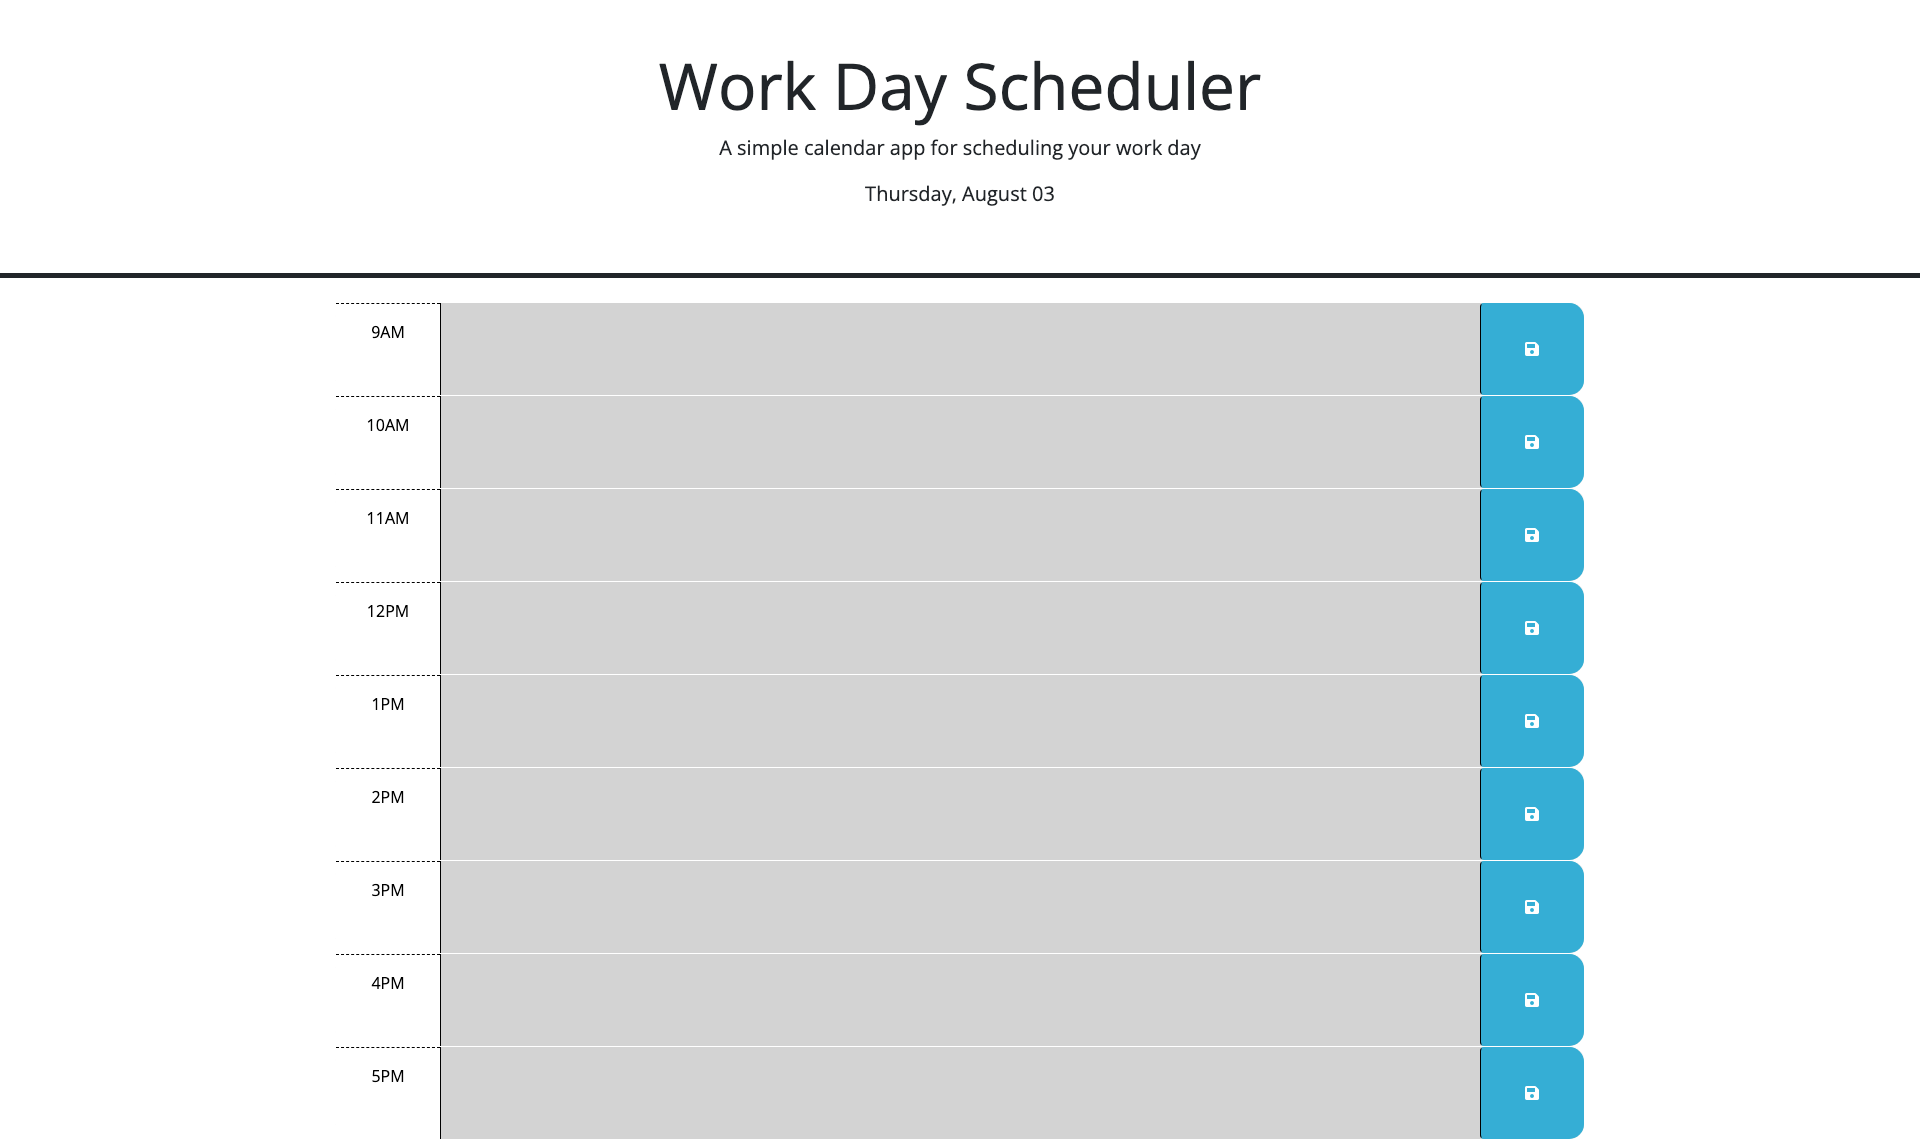 Work Day Scheduler
A simple calendar app for scheduling your work day
Thursday, August 03
9AM
10AM
11AM
12PM
1PM
2PM
3PM
4PM
5PM